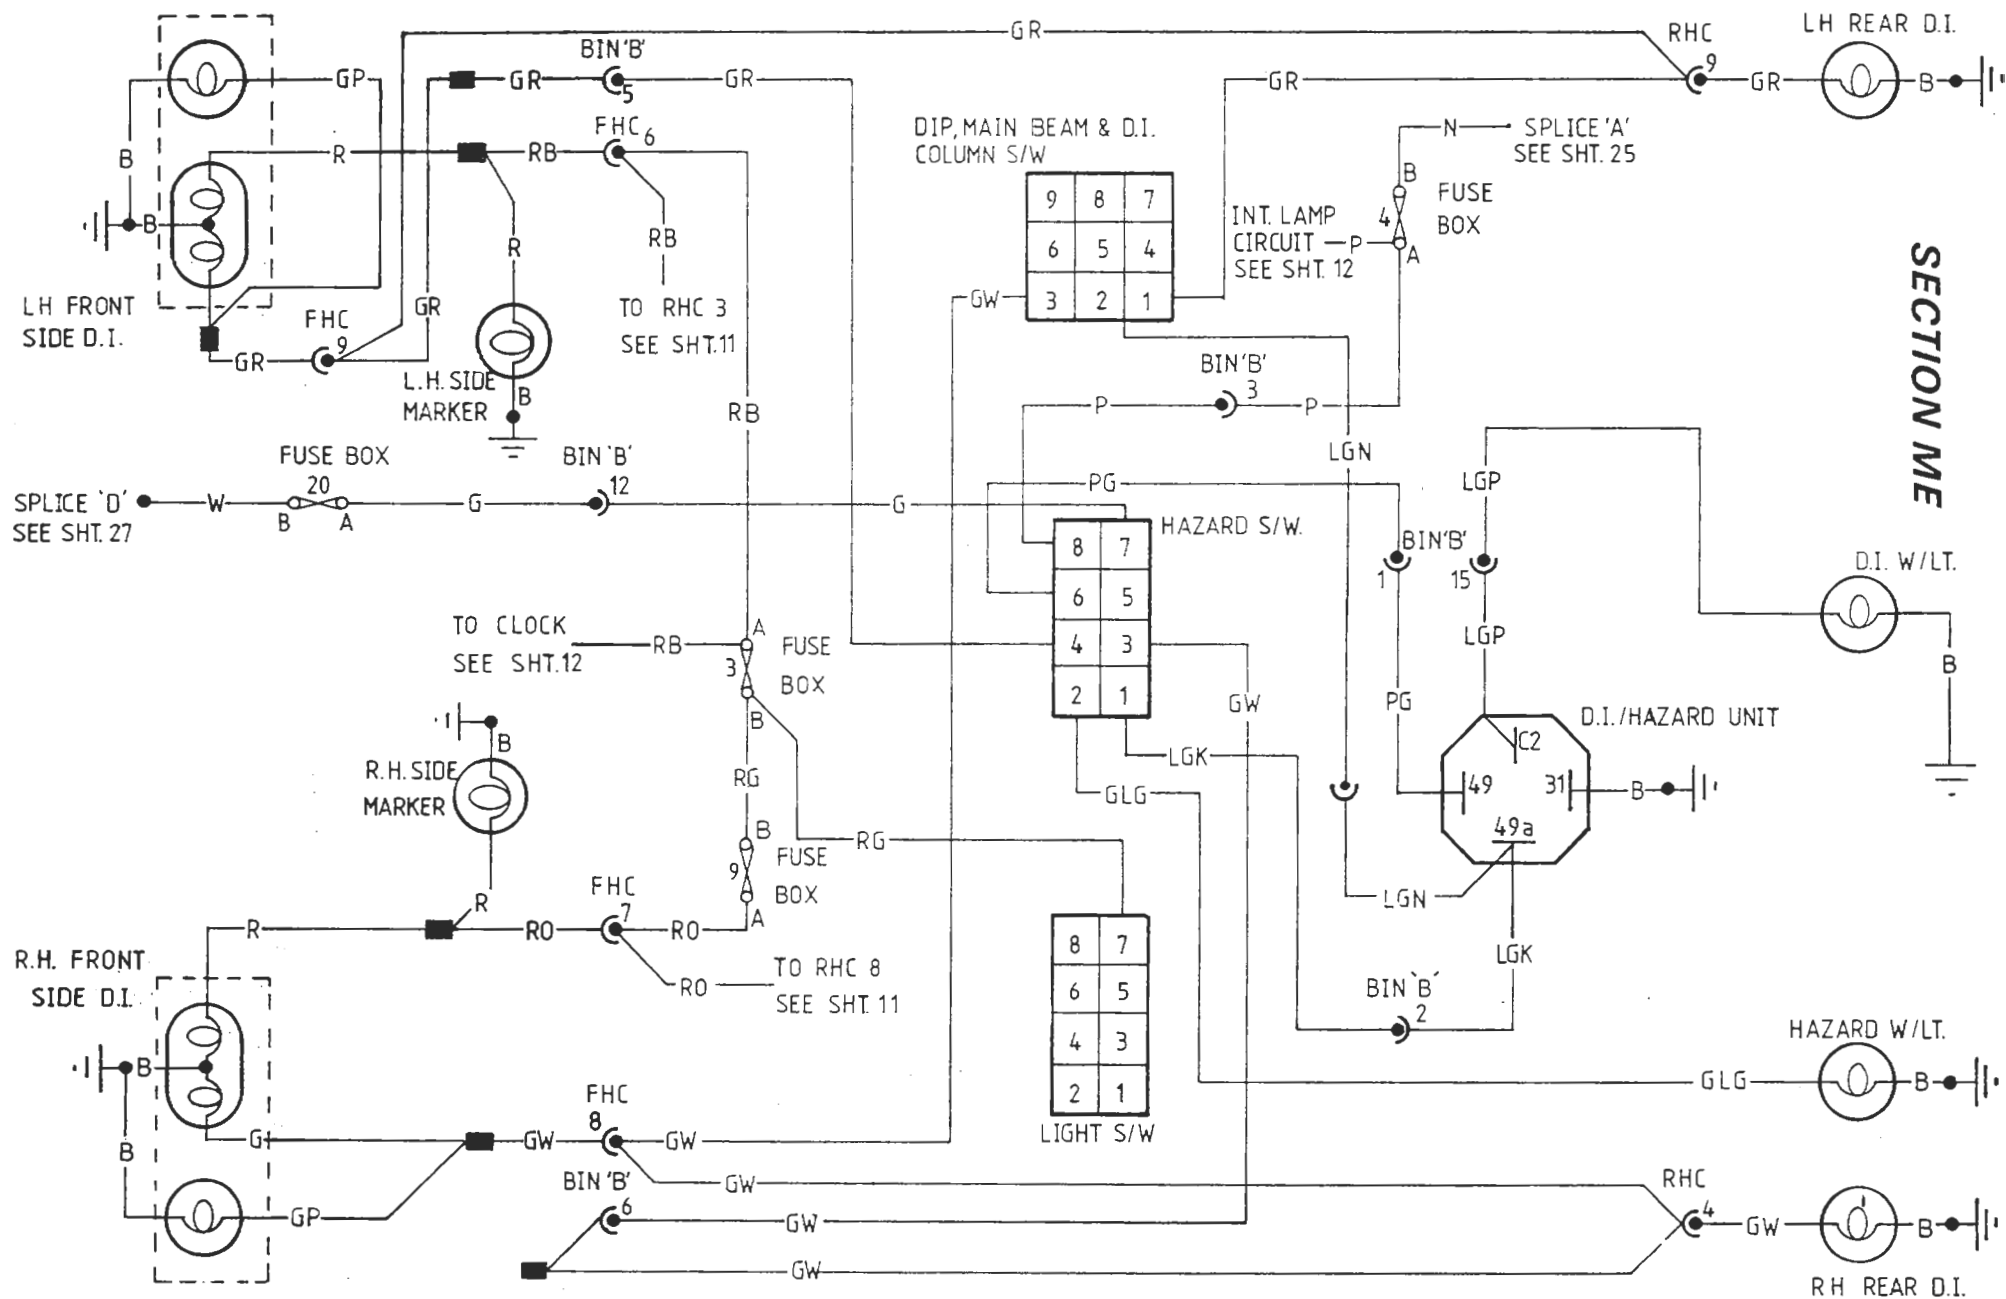 GR
RHC
9
LH REAR D.I.
GR
B
GR
BIN'B'
5
GR
GR
GP
B
B
FHC 6
R
RB
RB
TO RHC 3
SEE SHT.11
LH FRONT
SIDE D.I.
FHC
9
GR
GR
R
L.H. SIDE
MARKER
B
RB
DIP, MAIN BEAM & D.I.
COLUMN S/W
9 8 7
6 5 4
3 2 1
GW
N
SPLICE 'A'
SEE SHT. 25
B
4
A
FUSE
BOX
INT. LAMP
CIRCUIT P
SEE SHT. 12
SECTION ME
BIN'B'
3
P
P
LGN
SPLICE 'D'
SEE SHT. 27
W
FUSE BOX
20
B A
G
BIN 'B'
12
G
PG
HAZARD S/W.
8 7
6 5
4 3
2 1
BIN'B'
1
15
LGP
LGP
D.I. W/LT.
B
TO CLOCK
SEE SHT.12
RB
A
3
B
FUSE
BOX
GW
PG
D.I./HAZARD UNIT
C2
49
31
49a
B
LGK
GLG
R.H. SIDE
MARKER
B
R
RG
B
9
A
FUSE
BOX
RG
LGN
LGK
R
RO
FHC
7
RO
RO
TO RHC 8
SEE SHT. 11
R.H. FRONT
SIDE D.I.
B
B
8 7
6 5
4 3
2 1
LIGHT S/W
BIN 'B'
2
HAZARD W/LT.
GLG
B
G
GW
FHC
8
GW
GP
BIN 'B'
6
GW
GW
GW
RHC
4
GW
B
RH REAR D.I.